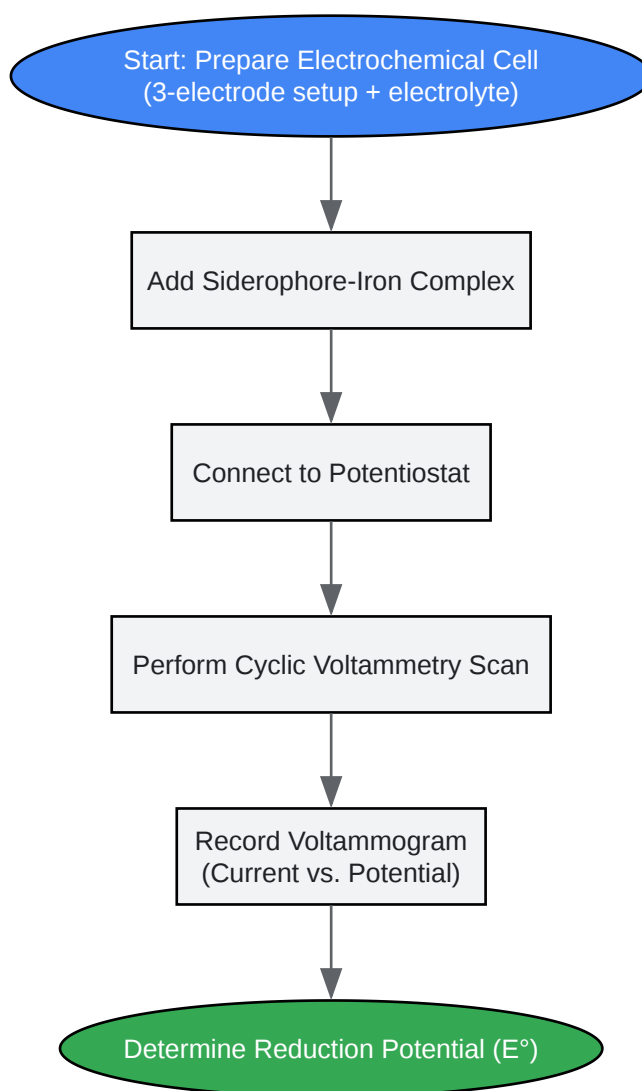 Start: Prepare Electrochemical Cell
(3-electrode setup + electrolyte)
Add Siderophore-Iron Complex
Connect to Potentiostat
Perform Cyclic Voltammetry Scan
Record Voltammogram
(Current vs. Potential)
Determine Reduction Potential (E°)